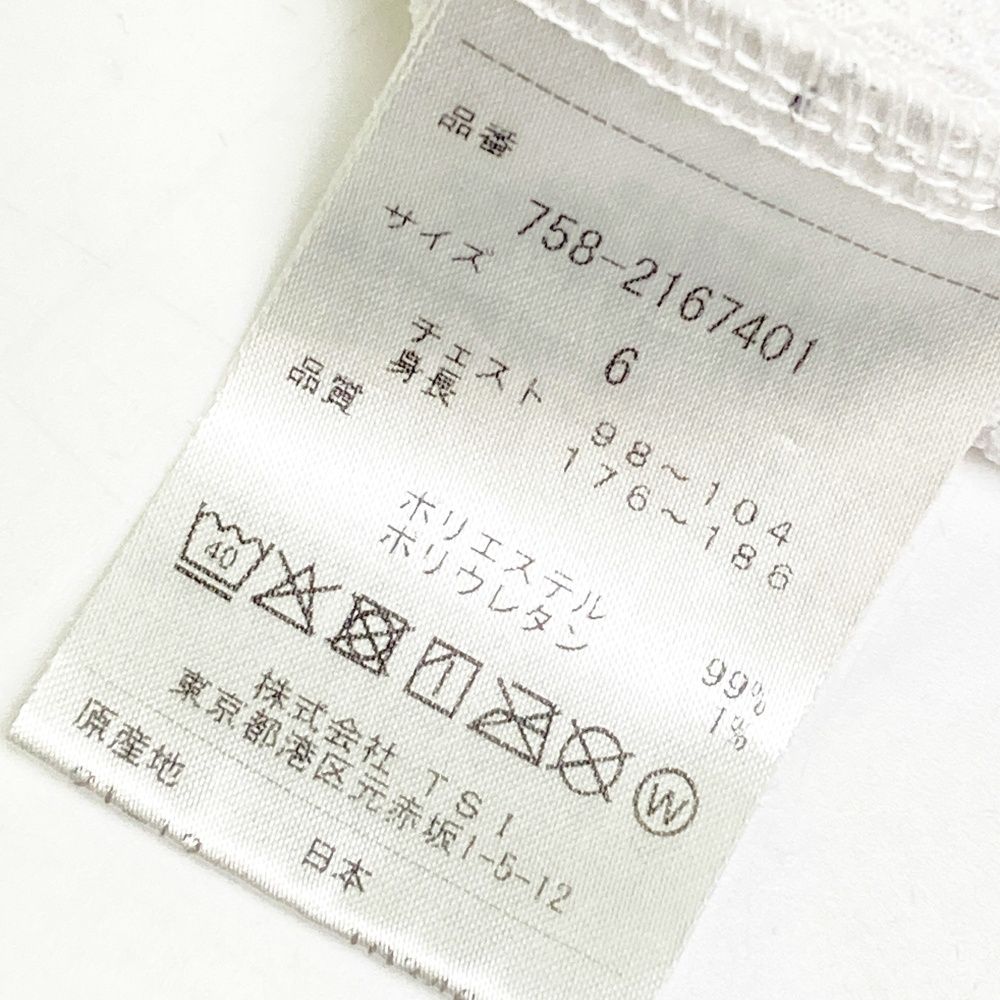 品番
758-2167401
サイズ
6
チェスト 98~104
身長 176~186
品質
ポリエステル 99%
ポリウレタン 1%
40
W
株式会社 TSI
東京都港区元赤坂1-5-12
原産地
日本